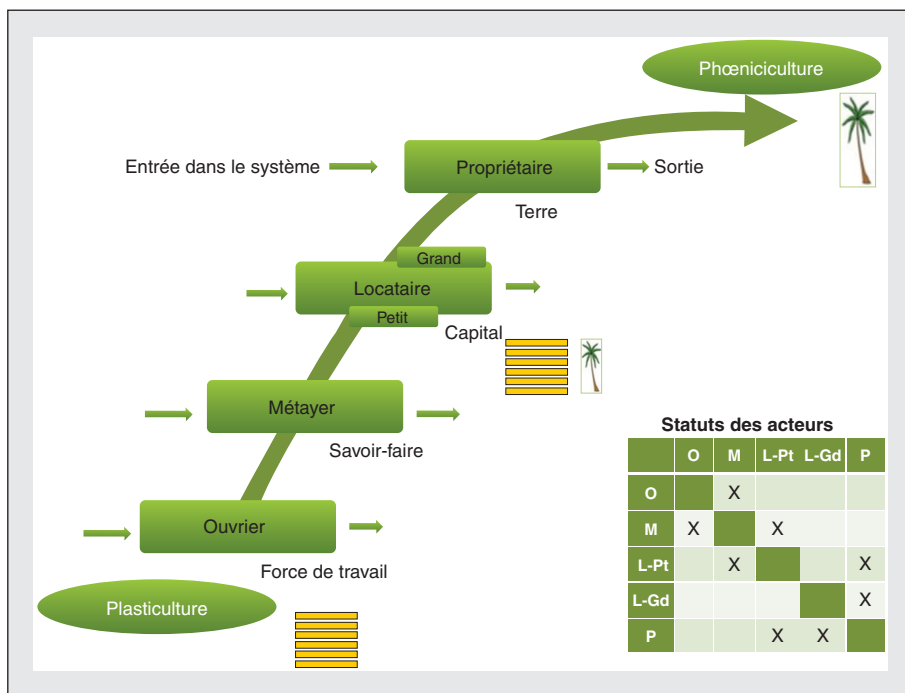 Phœniciculture
Entrée dans le système
Propriétaire
Sortie
Terre
Grand
Locataire
Petit
Capital
Métayer
Savoir-faire
Ouvrier
Force de travail
Plasticulture
Statuts des acteurs
O M L-Pt L-Gd P
O X
M X X
L-Pt X X
L-Gd X
P X X